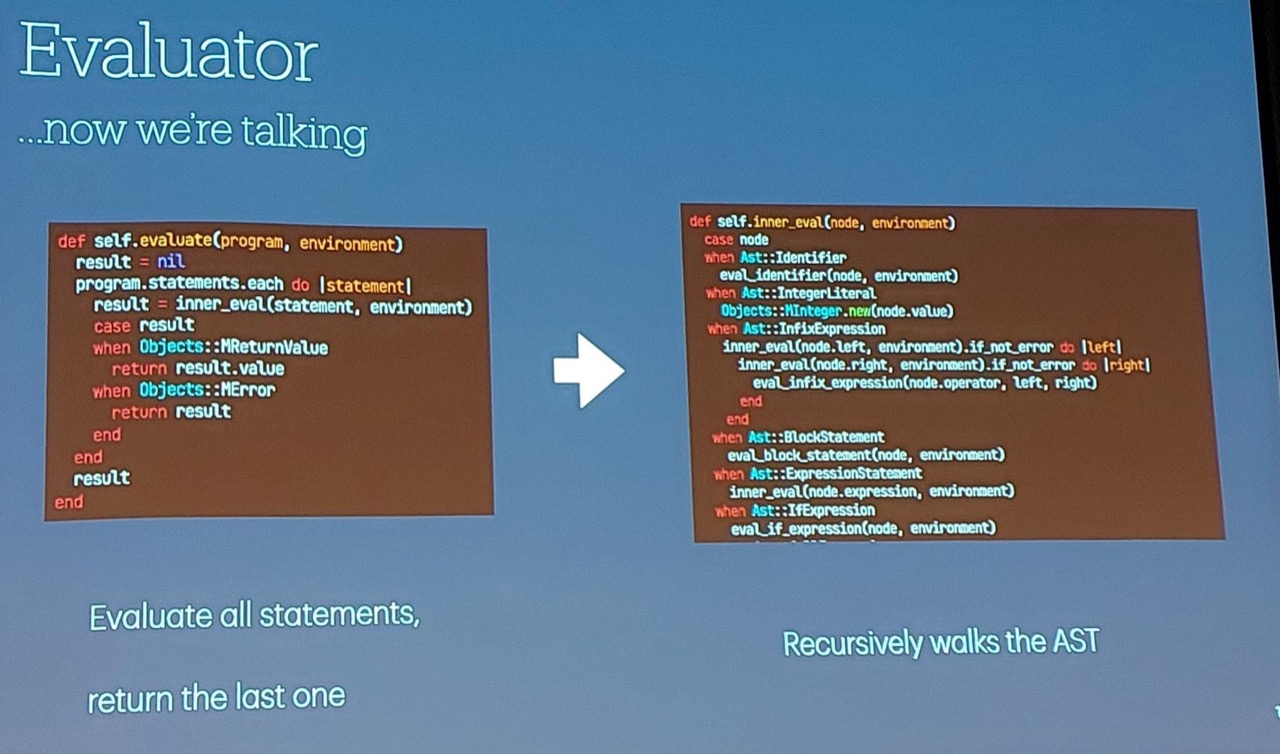 Evaluator
...now we're talking
def self.evaluate(program, environment)
  result = nil
  program.statements.each do |statement|
    result = inner_eval(statement, environment)
    case result
    when Objects::MReturnValue
      return result.value
    when Objects::MError
      return result
    end
  end
  result
end
def self.inner_eval(node, environment)
  case node
  when Ast::Identifier
    eval_identifier(node, environment)
  when Ast::IntegerLiteral
    Objects::MInteger.new(node.value)
  when Ast::InfixExpression
    inner_eval(node.left, environment).if_not_error do |left|
      inner_eval(node.right, environment).if_not_error do |right|
        eval_infix_expression(node.operator, left, right)
      end
    end
  when Ast::BlockStatement
    eval_block_statement(node, environment)
  when Ast::ExpressionStatement
    inner_eval(node.expression, environment)
  when Ast::IfExpression
    eval_if_expression(node, environment)
Evaluate all statements,
return the last one
Recursively walks the AST